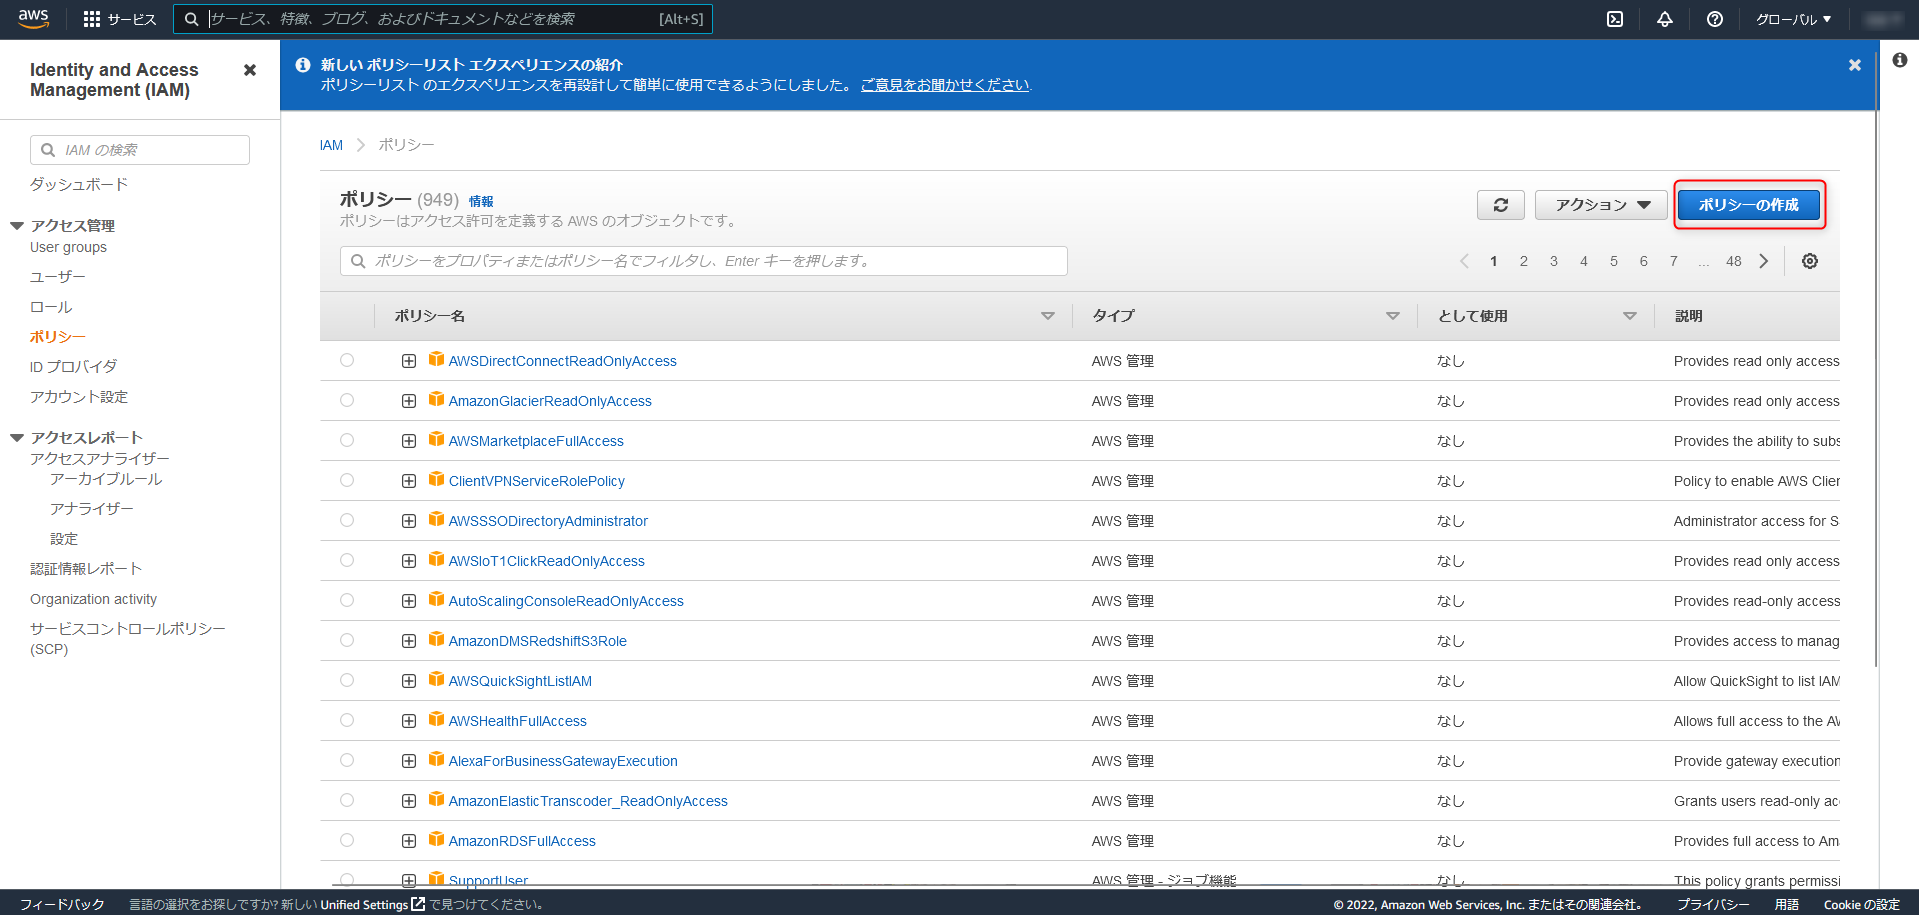 aws
サービス
サービス、特徴、ブログ、およびドキュメントなどを検索
[Alt+S]
グローバル
Identity and Access Management (IAM)
IAM の検索
ダッシュボード
アクセス管理
User groups
ユーザー
ロール
ポリシー
ID プロバイダ
アカウント設定
アクセスレポート
アクセスアナライザー
アーカイブルール
アナライザー
設定
認証情報レポート
Organization activity
サービスコントロールポリシー (SCP)
新しい ポリシーリスト エクスペリエンスの紹介
ポリシーリスト のエクスペリエンスを再設計して簡単に使用できるようにしました。 ご意見をお聞かせください.
IAM ポリシー
ポリシー (949) 情報
ポリシーはアクセス許可を定義する AWS のオブジェクトです。
アクション
ポリシーの作成
ポリシーをプロパティまたはポリシー名でフィルタし、Enter キーを押します。
1 2 3 4 5 6 7 ... 48
ポリシー名 タイプ として使用 説明
AWSDirectConnectReadOnlyAccess AWS 管理 なし Provides read only access
AmazonGlacierReadOnlyAccess AWS 管理 なし Provides read only access
AWSMarketplaceFullAccess AWS 管理 なし Provides the ability to subs
ClientVPNServiceRolePolicy AWS 管理 なし Policy to enable AWS Clier
AWSSSODirectoryAdministrator AWS 管理 なし Administrator access for S
AWSIoT1ClickReadOnlyAccess AWS 管理 なし Provides read only access
AutoScalingConsoleReadOnlyAccess AWS 管理 なし Provides read-only access
AmazonDMSRedshiftS3Role AWS 管理 なし Provides access to manag
AWSQuickSightListIAM AWS 管理 なし Allow QuickSight to list IAM
AWSHealthFullAccess AWS 管理 なし Allows full access to the AW
AlexaForBusinessGatewayExecution AWS 管理 なし Provide gateway execution
AmazonElasticTranscoder_ReadOnlyAccess AWS 管理 なし Grants users read-only acc
AmazonRDSFullAccess AWS 管理 なし Provides full access to Am
SupportUser AWS 管理 - ジョブ機能 なし This policy grants permissi
フィードバック 言語の選択をお探しですか? 新しい Unified Settings で見つけてください。
© 2022, Amazon Web Services, Inc. またはその関連会社。 プライバシー 用語 Cookie の設定